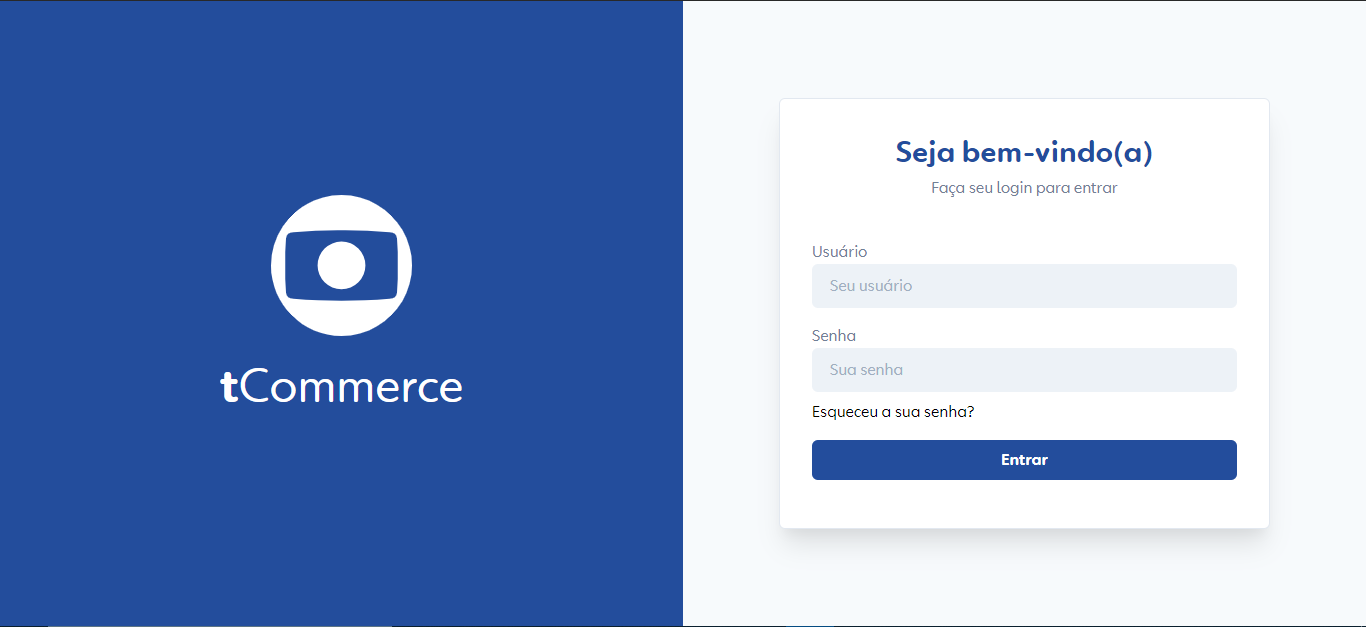 tCommerce
Seja bem-vindo(a)
Faça seu login para entrar
Usuário
Seu usuário
Senha
Sua senha
Esqueceu a sua senha?
Entrar